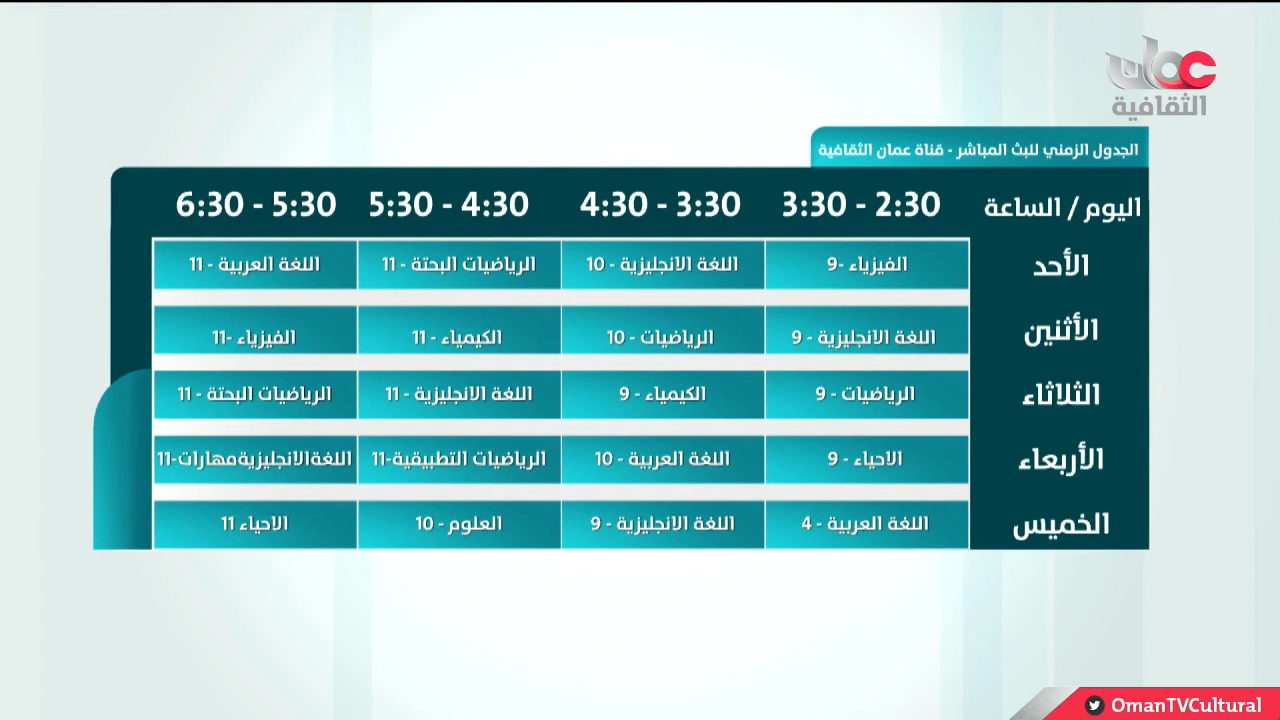 عمان
الثقافية
الجدول الزمني للبث المباشر - قناة عمان الثقافية
اليوم / الساعة 2:30 - 3:30 3:30 - 4:30 4:30 - 5:30 5:30 - 6:30
الأحد الفيزياء -9 اللغة الانجليزية - 10 الرياضيات البحتة - 11 اللغة العربية - 11
الأثنين اللغة الانجليزية - 9 الرياضيات - 10 الكيمياء - 11 الفيزياء -11
الثلاثاء الرياضيات - 9 الكيمياء - 9 اللغة الانجليزية - 11 الرياضيات البحتة - 11
الأربعاء الاحياء - 9 اللغة العربية - 10 الرياضيات التطبيقية-11 اللغةالانجليزيةمهارات-11
الخميس اللغة العربية - 4 اللغة الانجليزية - 9 العلوم - 10 الاحياء 11
OmanTVCultural